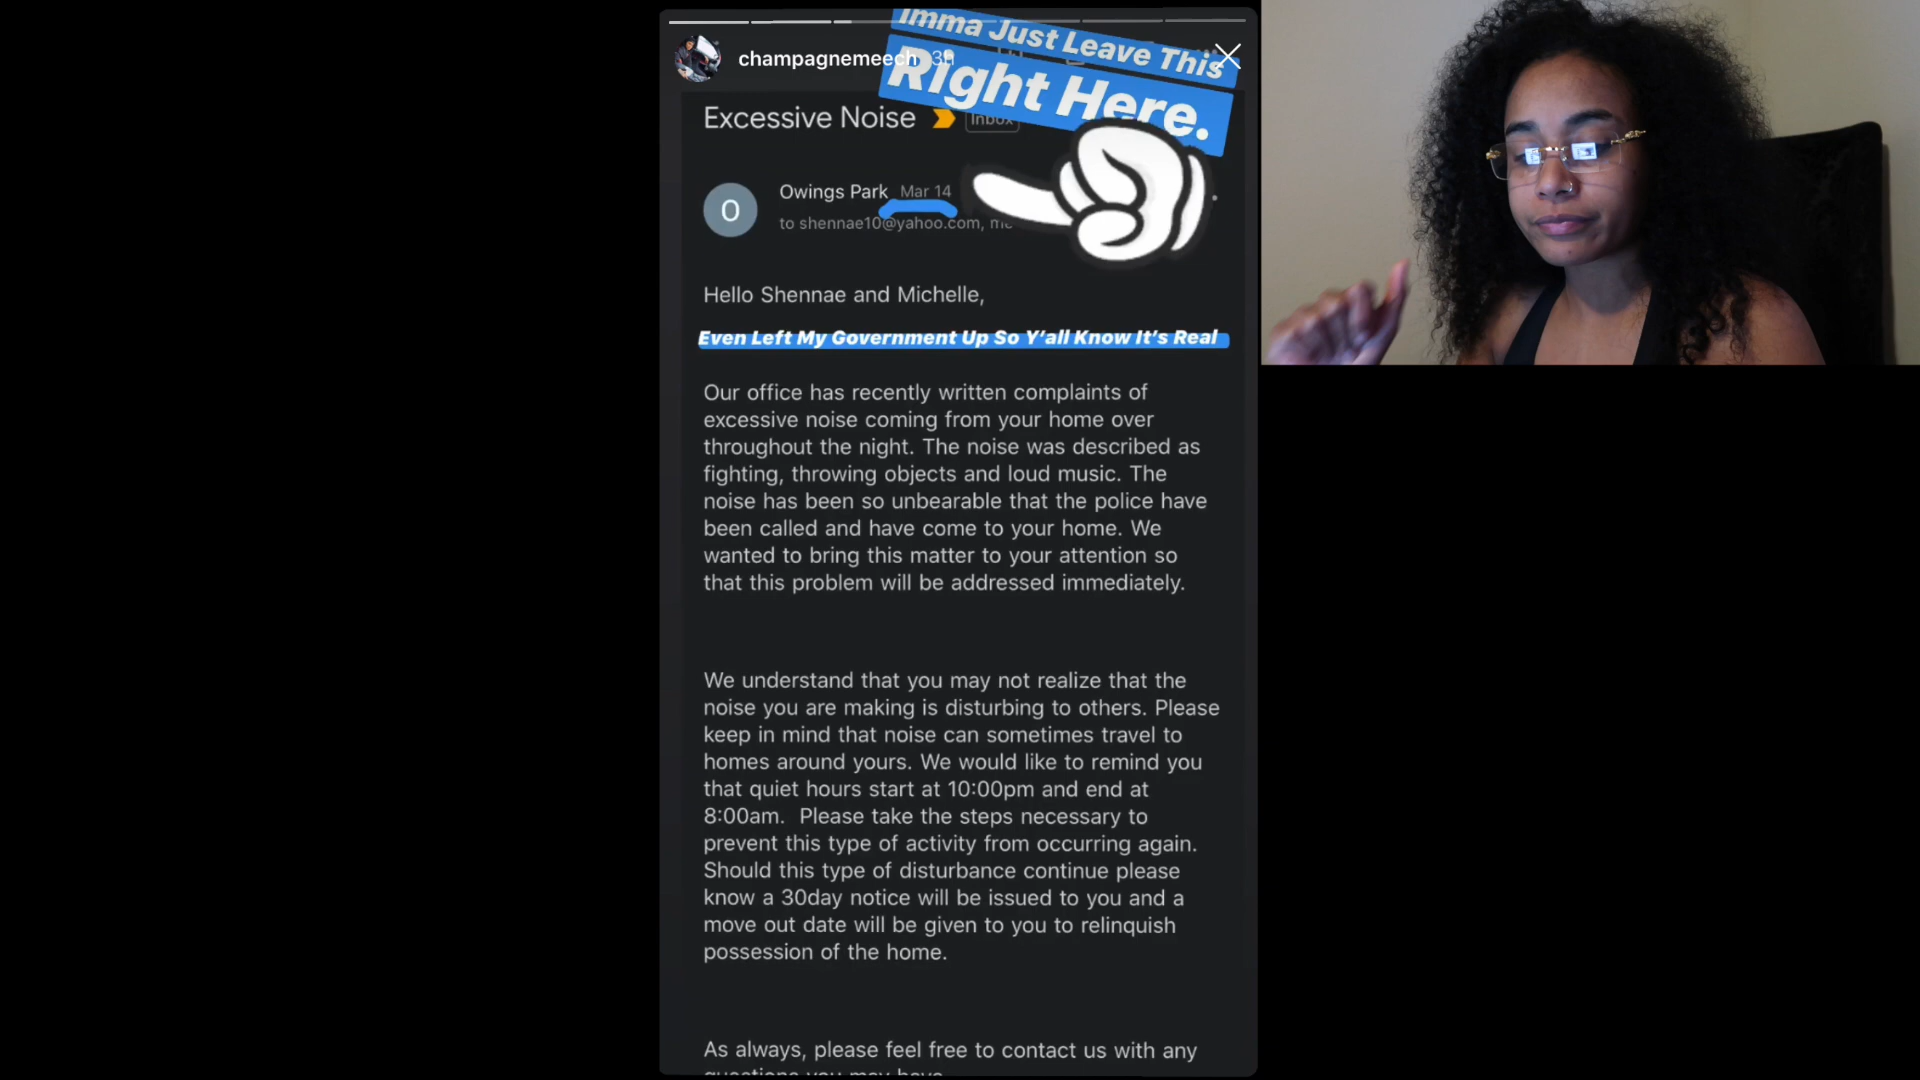 Imma Just Leave This
champagnemeech 3h
Right Here.
Excessive Noise Inbox
O
Owings Park Mar 14
to shennae10@yahoo.com, me
Hello Shennae and Michelle,
Even Left My Government Up So Y'all Know It's Real
Our office has recently written complaints of
excessive noise coming from your home over
throughout the night. The noise was described as
fighting, throwing objects and loud music. The
noise has been so unbearable that the police have
been called and have come to your home. We
wanted to bring this matter to your attention so
that this problem will be addressed immediately.
We understand that you may not realize that the
noise you are making is disturbing to others. Please
keep in mind that noise can sometimes travel to
homes around yours. We would like to remind you
that quiet hours start at 10:00pm and end at
8:00am. Please take the steps necessary to
prevent this type of activity from occurring again.
Should this type of disturbance continue please
know a 30day notice will be issued to you and a
move out date will be given to you to relinquish
possession of the home.
As always, please feel free to contact us with any
questions you may have